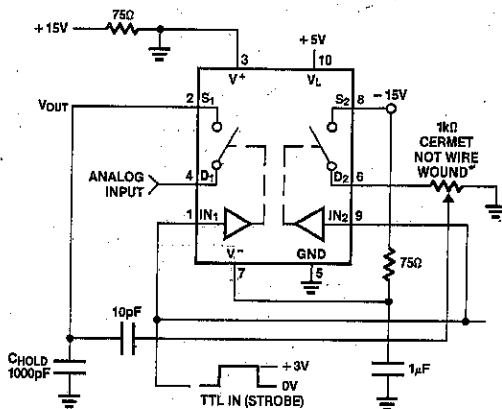 75Ω
+15V
+5V
3
10
V+
VL
2
S1
S2
8
-15V
VOUT
1kΩ
CERMET
NOT WIRE
WOUND
ANALOG
INPUT
4
D1
D2
6
1
IN1
IN2
9
V-
GND
7
5
75Ω
10pF
CHOLD
1000pF
+3V
0V
TTL IN (STROBE)
1μF